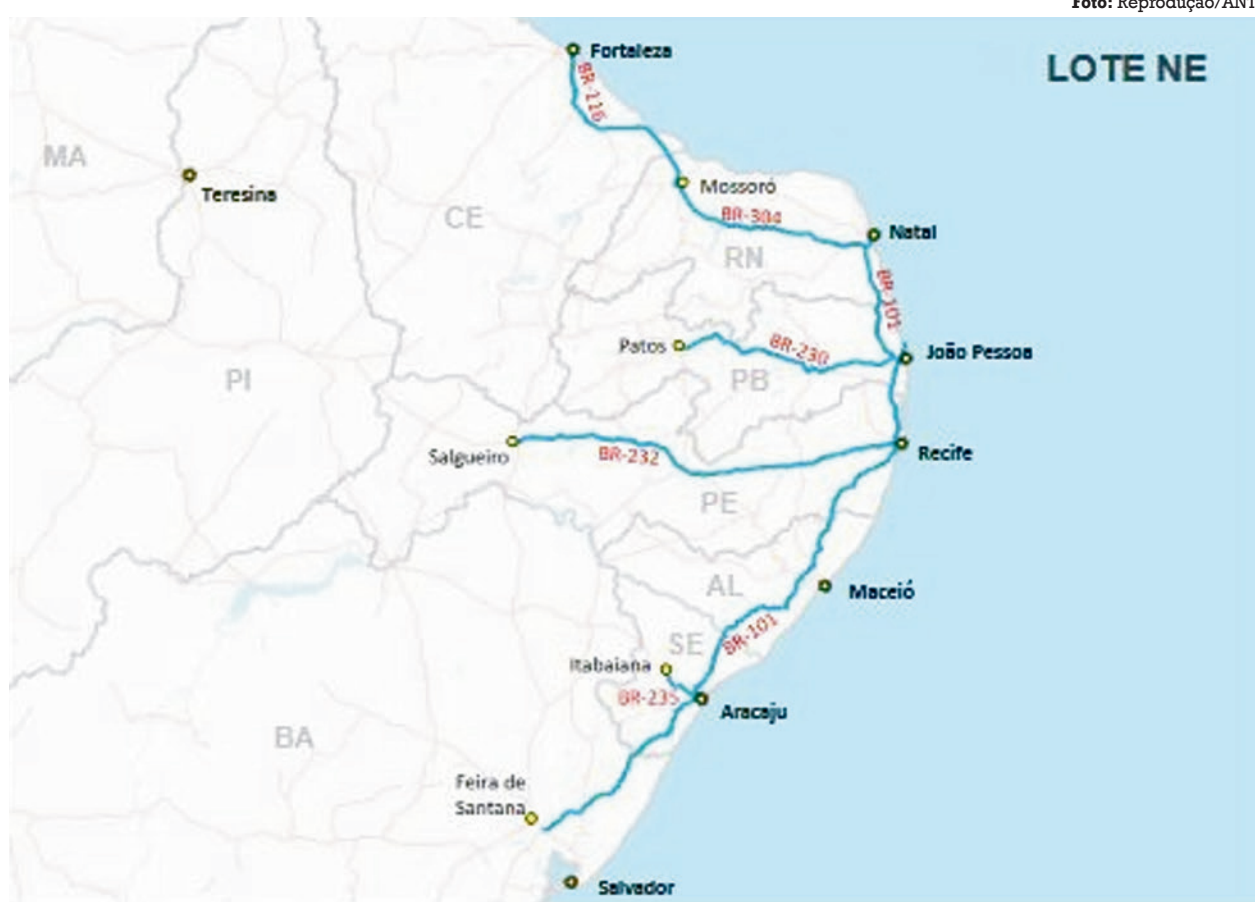 Foto: Reprodução/ANT
LOTE NE
Fortaleza
BR-116
MA
Teresina
CE
Mossoró
BR-304
Natal
RN
BR-101
Patos
BR-230
João Pessoa
PI
PB
Salgueiro
BR-232
Recife
PE
AL
Maceió
BR-101
SE
Itabaiana
BR-235
Aracaju
BA
Feira de
Santana
Salvador